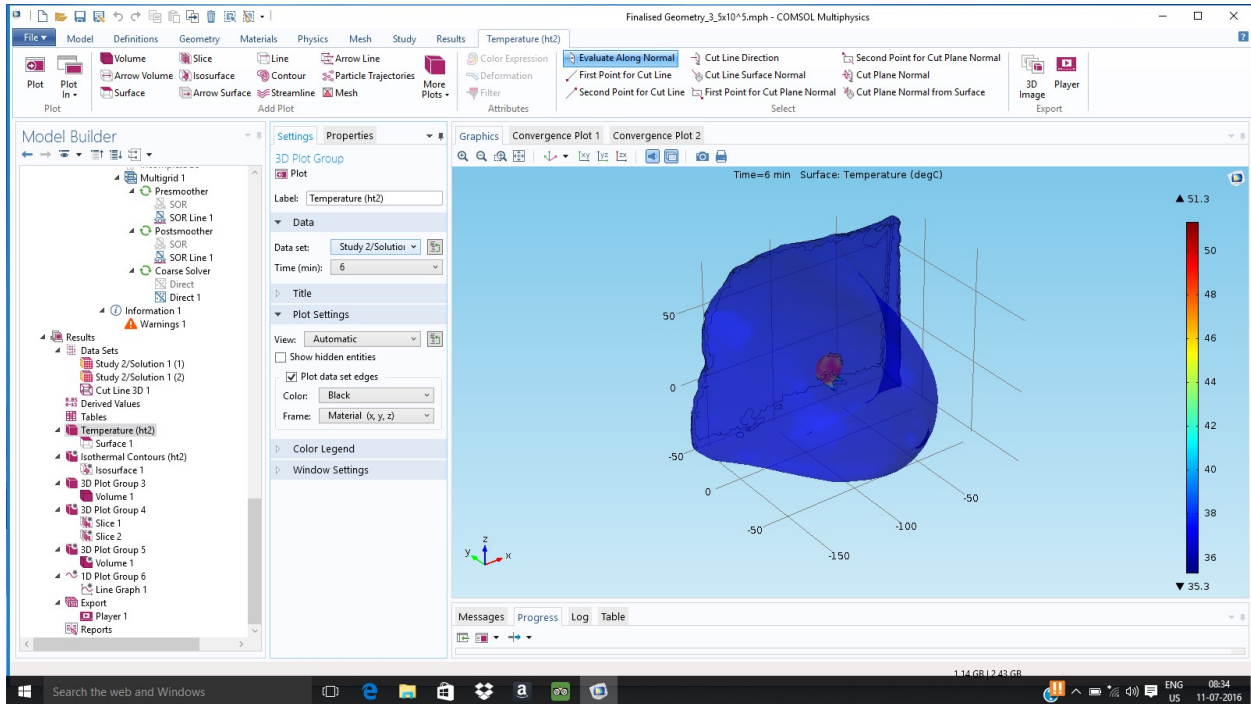 Finalised Geometry_3_5x10^5.mph - COMSOL Multiphysics
File Model Definitions Geometry Materials Physics Mesh Study Results Temperature (ht2)
Plot
Plot In
Plot
Volume Slice Line Arrow Line
Arrow Volume Isosurface Contour Particle Trajectories
Surface Arrow Surface Streamline Mesh
More Plots
Add Plot
Color Expression
Deformation
Filter
Attributes
Evaluate Along Normal Cut Line Direction Second Point for Cut Plane Normal
First Point for Cut Line Cut Line Surface Normal Cut Plane Normal
Second Point for Cut Line First Point for Cut Plane Normal Cut Plane Normal from Surface
Select
3D Image
Player
Export
Model Builder
Multigrid 1
Presmoother
SOR
SOR Line 1
Postsmoother
SOR
SOR Line 1
Coarse Solver
Direct
Direct 1
Information 1
Warnings 1
Results
Data Sets
Study 2/Solution 1 (1)
Study 2/Solution 1 (2)
Cut Line 3D 1
8.85
e-12
Derived Values
Tables
Temperature (ht2)
Surface 1
Isothermal Contours (ht2)
Isosurface 1
3D Plot Group 3
Volume 1
3D Plot Group 4
Slice 1
Slice 2
3D Plot Group 5
Volume 1
1D Plot Group 6
Line Graph 1
Export
Player 1
Reports
Settings Properties
3D Plot Group
Plot
Label: Temperature (ht2)
Data
Data set: Study 2/Solution
Time (min): 6
Title
Plot Settings
View: Automatic
Show hidden entities
Plot data set edges
Color: Black
Frame: Material (x, y, z)
Color Legend
Window Settings
Graphics Convergence Plot 1 Convergence Plot 2
xy yz zx
Time=6 min Surface: Temperature (degC)
▲ 51.3
50
48
46
44
42
40
38
36
▼ 35.3
50
0
-50
0
-50
-100
-150
-50
z
y x
Messages Progress Log Table
1.14 GB | 2.43 GB
Search the web and Windows
ENG
US
08:34
11-07-2016